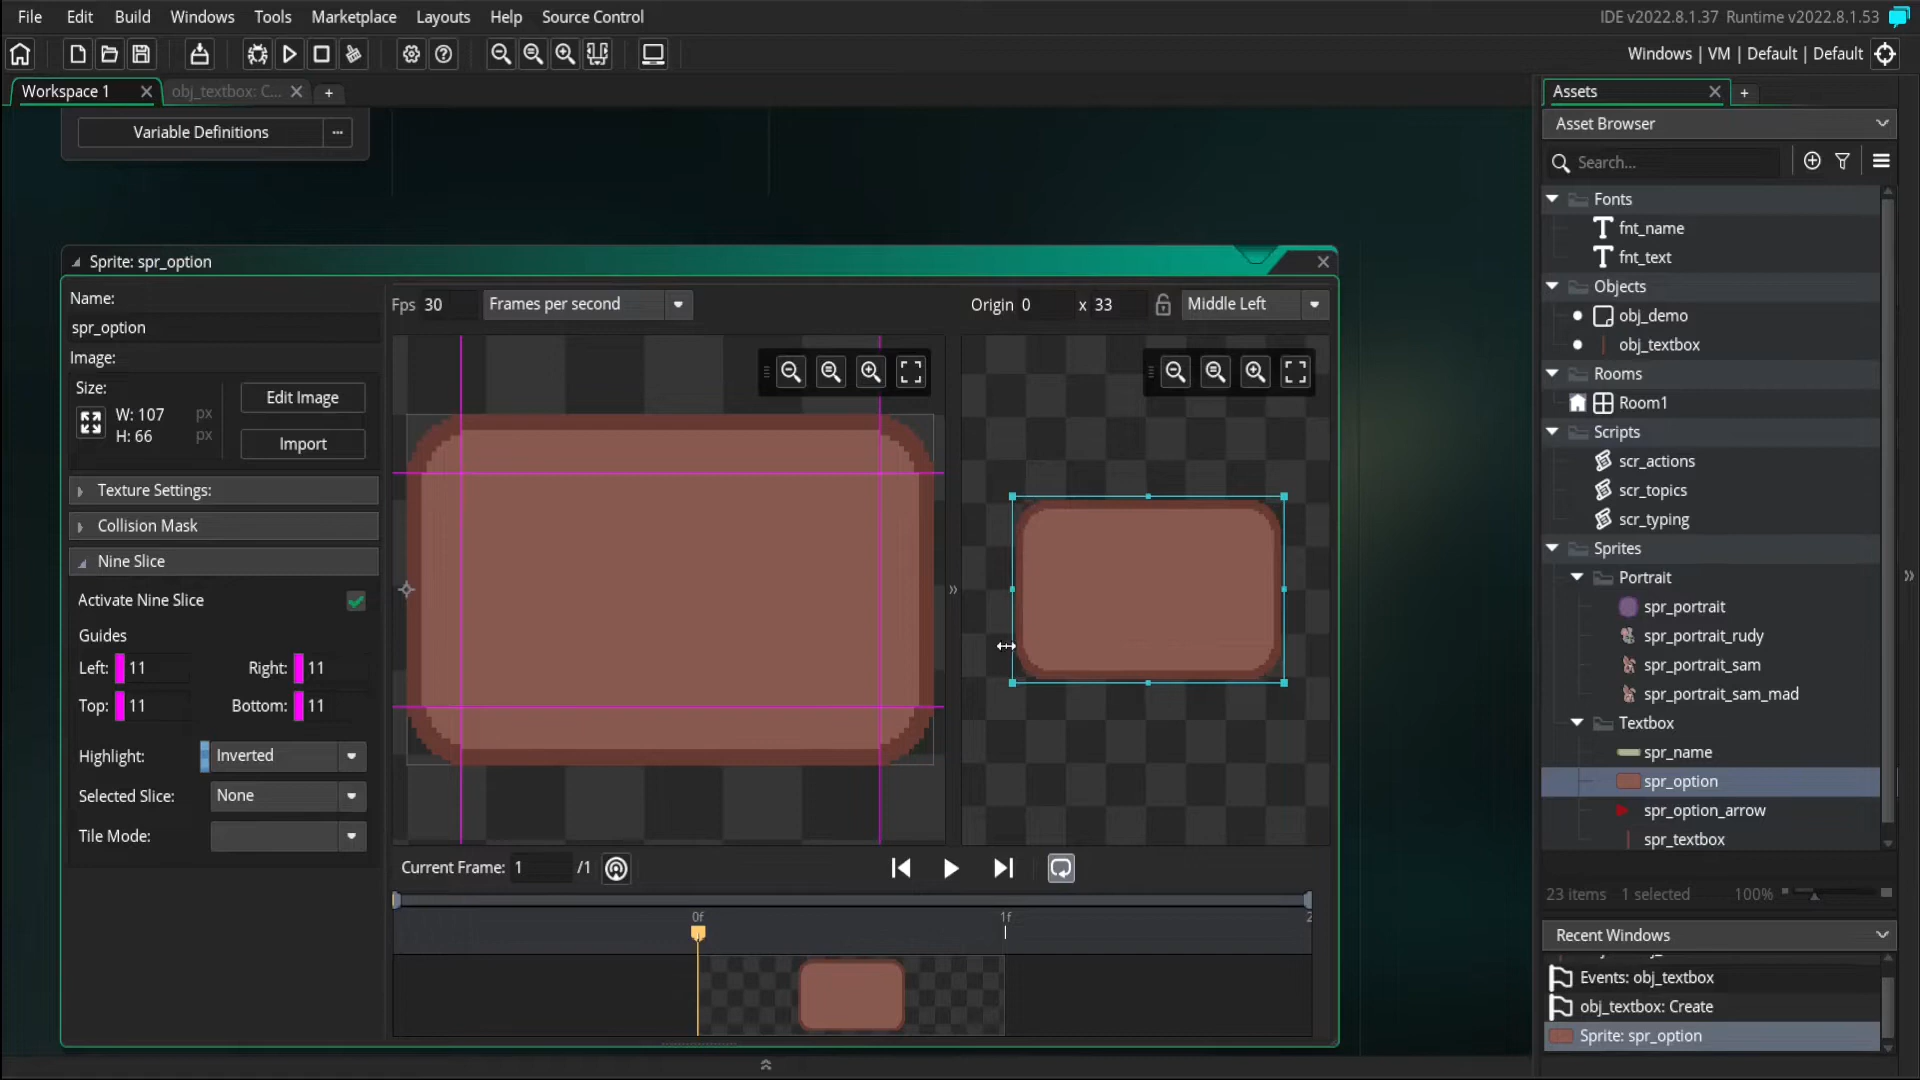 File Edit Build Windows Tools Marketplace Layouts Help Source Control
IDE v2022.8.1.37 Runtime v2022.8.1.53
Windows | VM | Default | Default
Workspace 1
obj_textbox: C...
Assets
Variable Definitions
Asset Browser
Search...
Fonts
fnt_name
fnt_text
Objects
obj_demo
obj_textbox
Rooms
Room1
Scripts
scr_actions
scr_topics
scr_typing
Sprites
Portrait
spr_portrait
spr_portrait_rudy
spr_portrait_sam
spr_portrait_sam_mad
Textbox
spr_name
spr_option
spr_option_arrow
spr_textbox
23 items 1 selected 100%
Recent Windows
Events: obj_textbox
obj_textbox: Create
Sprite: spr_option
Sprite: spr_option
Name:
spr_option
Image:
Size:
W: 107 px
H: 66 px
Edit Image
Import
Texture Settings:
Collision Mask
Nine Slice
Activate Nine Slice
Guides
Left: 11 Right: 11
Top: 11 Bottom: 11
Highlight: Inverted
Selected Slice: None
Tile Mode:
Fps 30 Frames per second
Origin 0 x 33 Middle Left
Current Frame: 1 /1
0f 1f 2